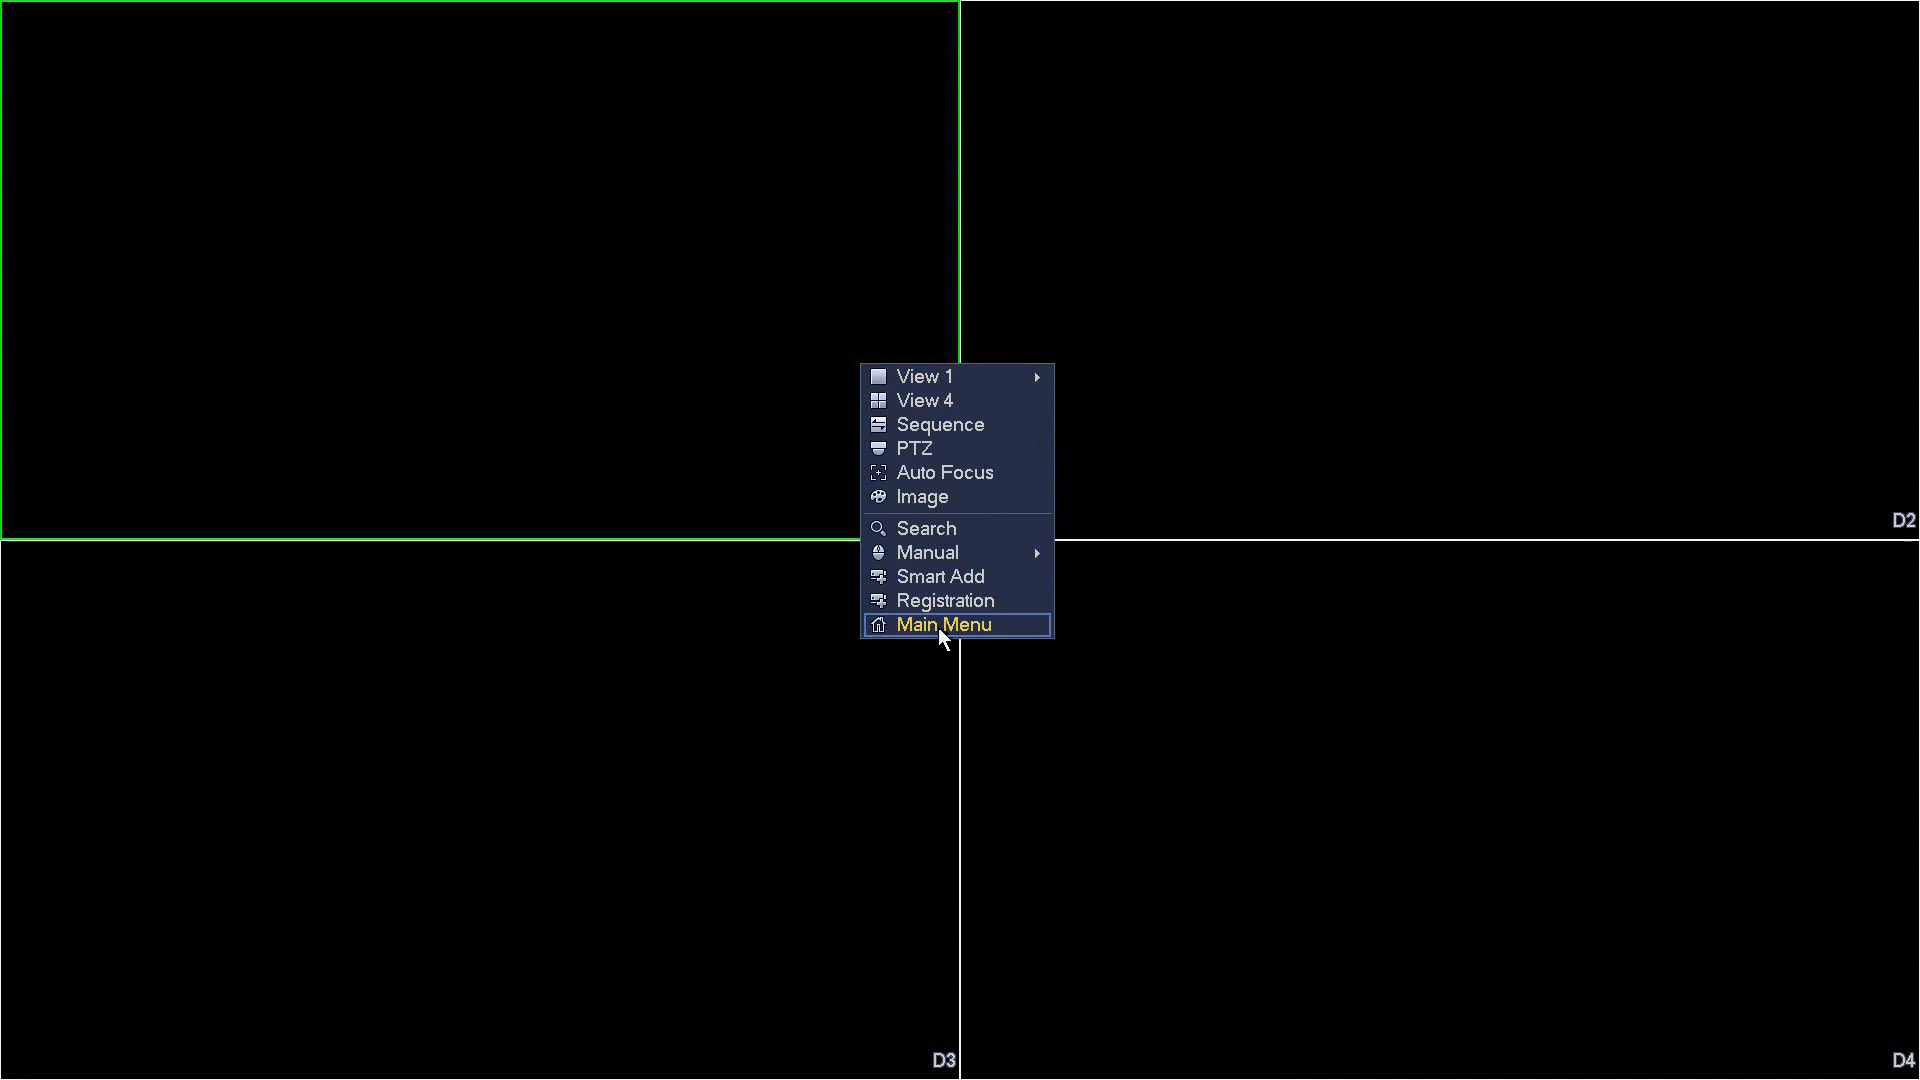 View 1
View 4
Sequence
PTZ
Auto Focus
Image
D2
Search
Manual
Smart Add
Registration
Main Menu
D3
D4